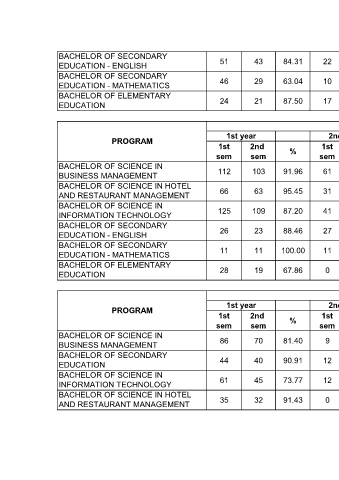 BACHELOR OF SECONDARY
EDUCATION - ENGLISH 51 43 84.31 22
BACHELOR OF SECONDARY
EDUCATION - MATHEMATICS 46 29 63.04 10
BACHELOR OF ELEMENTARY
EDUCATION 24 21 87.50 17
PROGRAM
1st year 2nd
1st sem 2nd sem % 1st sem
BACHELOR OF SCIENCE IN
BUSINESS MANAGEMENT 112 103 91.96 61
BACHELOR OF SCIENCE IN HOTEL
AND RESTAURANT MANAGEMENT 66 63 95.45 31
BACHELOR OF SCIENCE IN
INFORMATION TECHNOLOGY 125 109 87.20 41
BACHELOR OF SECONDARY
EDUCATION - ENGLISH 26 23 88.46 27
BACHELOR OF SECONDARY
EDUCATION - MATHEMATICS 11 11 100.00 11
BACHELOR OF ELEMENTARY
EDUCATION 28 19 67.86 0
PROGRAM
1st year 2nd
1st sem 2nd sem % 1st sem
BACHELOR OF SCIENCE IN
BUSINESS MANAGEMENT 86 70 81.40 9
BACHELOR OF SECONDARY
EDUCATION 44 40 90.91 12
BACHELOR OF SCIENCE IN
INFORMATION TECHNOLOGY 61 45 73.77 12
BACHELOR OF SCIENCE IN HOTEL
AND RESTAURANT MANAGEMENT 35 32 91.43 0